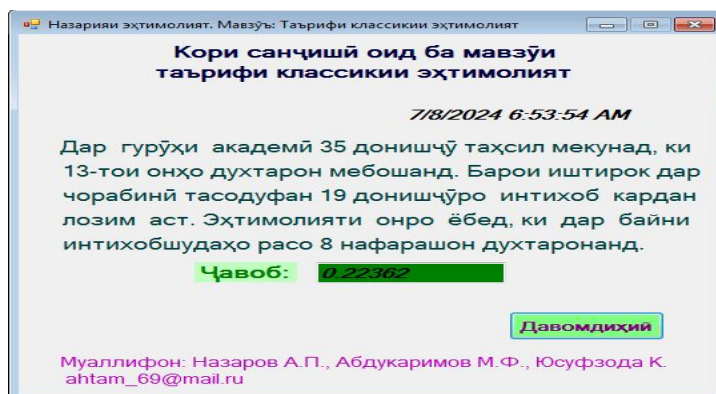 Назарияи эҳтимолият. Мавзӯъ: Таърифи классикии эҳтимолият
Кори санҷишӣ оид ба мавзӯи
таърифи классикии эҳтимолият
7/8/2024 6:53:54 AM
Дар гурӯҳи академӣ 35 донишҷӯ таҳсил мекунад, ки
13-тои онҳо духтарон мебошанд. Барои иштирок дар
чорабинӣ тасодуфан 19 донишҷӯро интихоб кардан
лозим аст. Эҳтимолияти онро ёбед, ки дар байни
интихобшудаҳо расо 8 нафарашон духтаронанд.
Ҷавоб: 0.22362
Давомдиҳий
Муаллифон: Назаров А.П., Абдукаримов М.Ф., Юсуфзода К.
ahtam_69@mail.ru